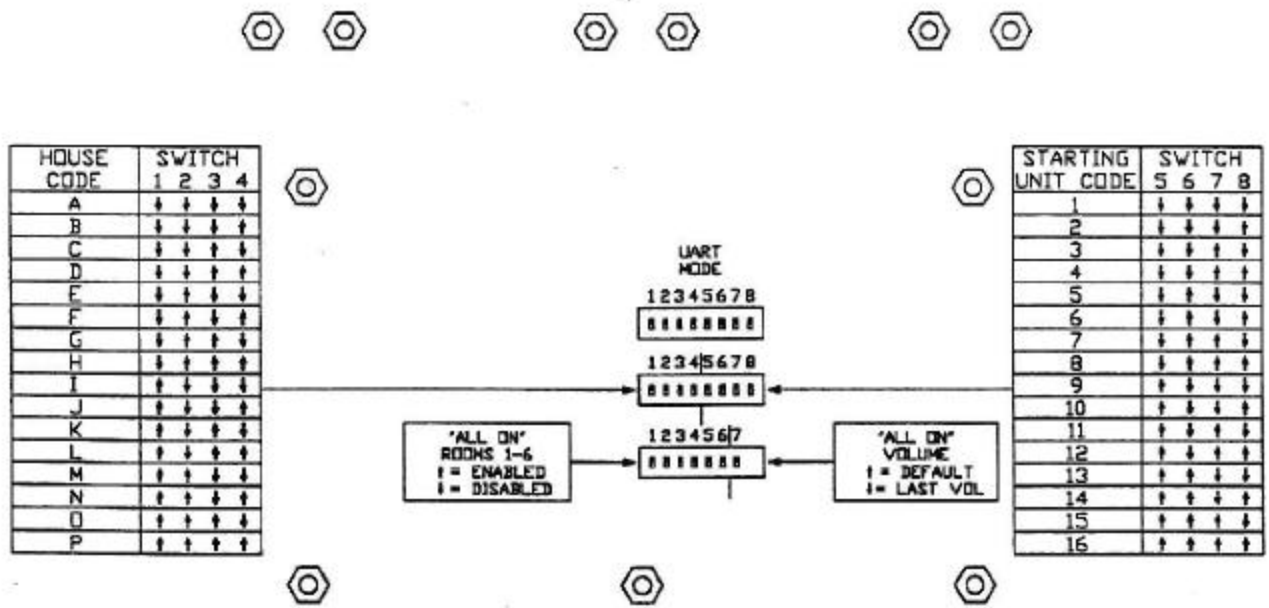 HOUSE CODE SWITCH
1 2 3 4
A ↓ ↓ ↓ ↓
B ↓ ↓ ↓ ↑
C ↓ ↓ ↑ ↓
D ↓ ↓ ↑ ↑
E ↓ ↑ ↓ ↓
F ↓ ↑ ↓ ↑
G ↓ ↑ ↑ ↓
H ↓ ↑ ↑ ↑
I ↑ ↓ ↓ ↓
J ↑ ↓ ↓ ↑
K ↑ ↓ ↑ ↓
L ↑ ↓ ↑ ↑
M ↑ ↑ ↓ ↓
N ↑ ↑ ↓ ↑
O ↑ ↑ ↑ ↓
P ↑ ↑ ↑ ↑
UART
MODE
12345678
12345678
1234567
"ALL ON"
ROOMS 1-6
↑ = ENABLED
↓ = DISABLED
"ALL ON"
VOLUME
↑ = DEFAULT
↓ = LAST VOL
STARTING UNIT CODE SWITCH
5 6 7 8
1 ↓ ↓ ↓ ↓
2 ↓ ↓ ↓ ↑
3 ↓ ↓ ↑ ↓
4 ↓ ↓ ↑ ↑
5 ↓ ↑ ↓ ↓
6 ↓ ↑ ↓ ↑
7 ↓ ↑ ↑ ↓
8 ↓ ↑ ↑ ↑
9 ↑ ↓ ↓ ↓
10 ↑ ↓ ↓ ↑
11 ↑ ↓ ↑ ↓
12 ↑ ↓ ↑ ↑
13 ↑ ↑ ↓ ↓
14 ↑ ↑ ↓ ↑
15 ↑ ↑ ↑ ↓
16 ↑ ↑ ↑ ↑